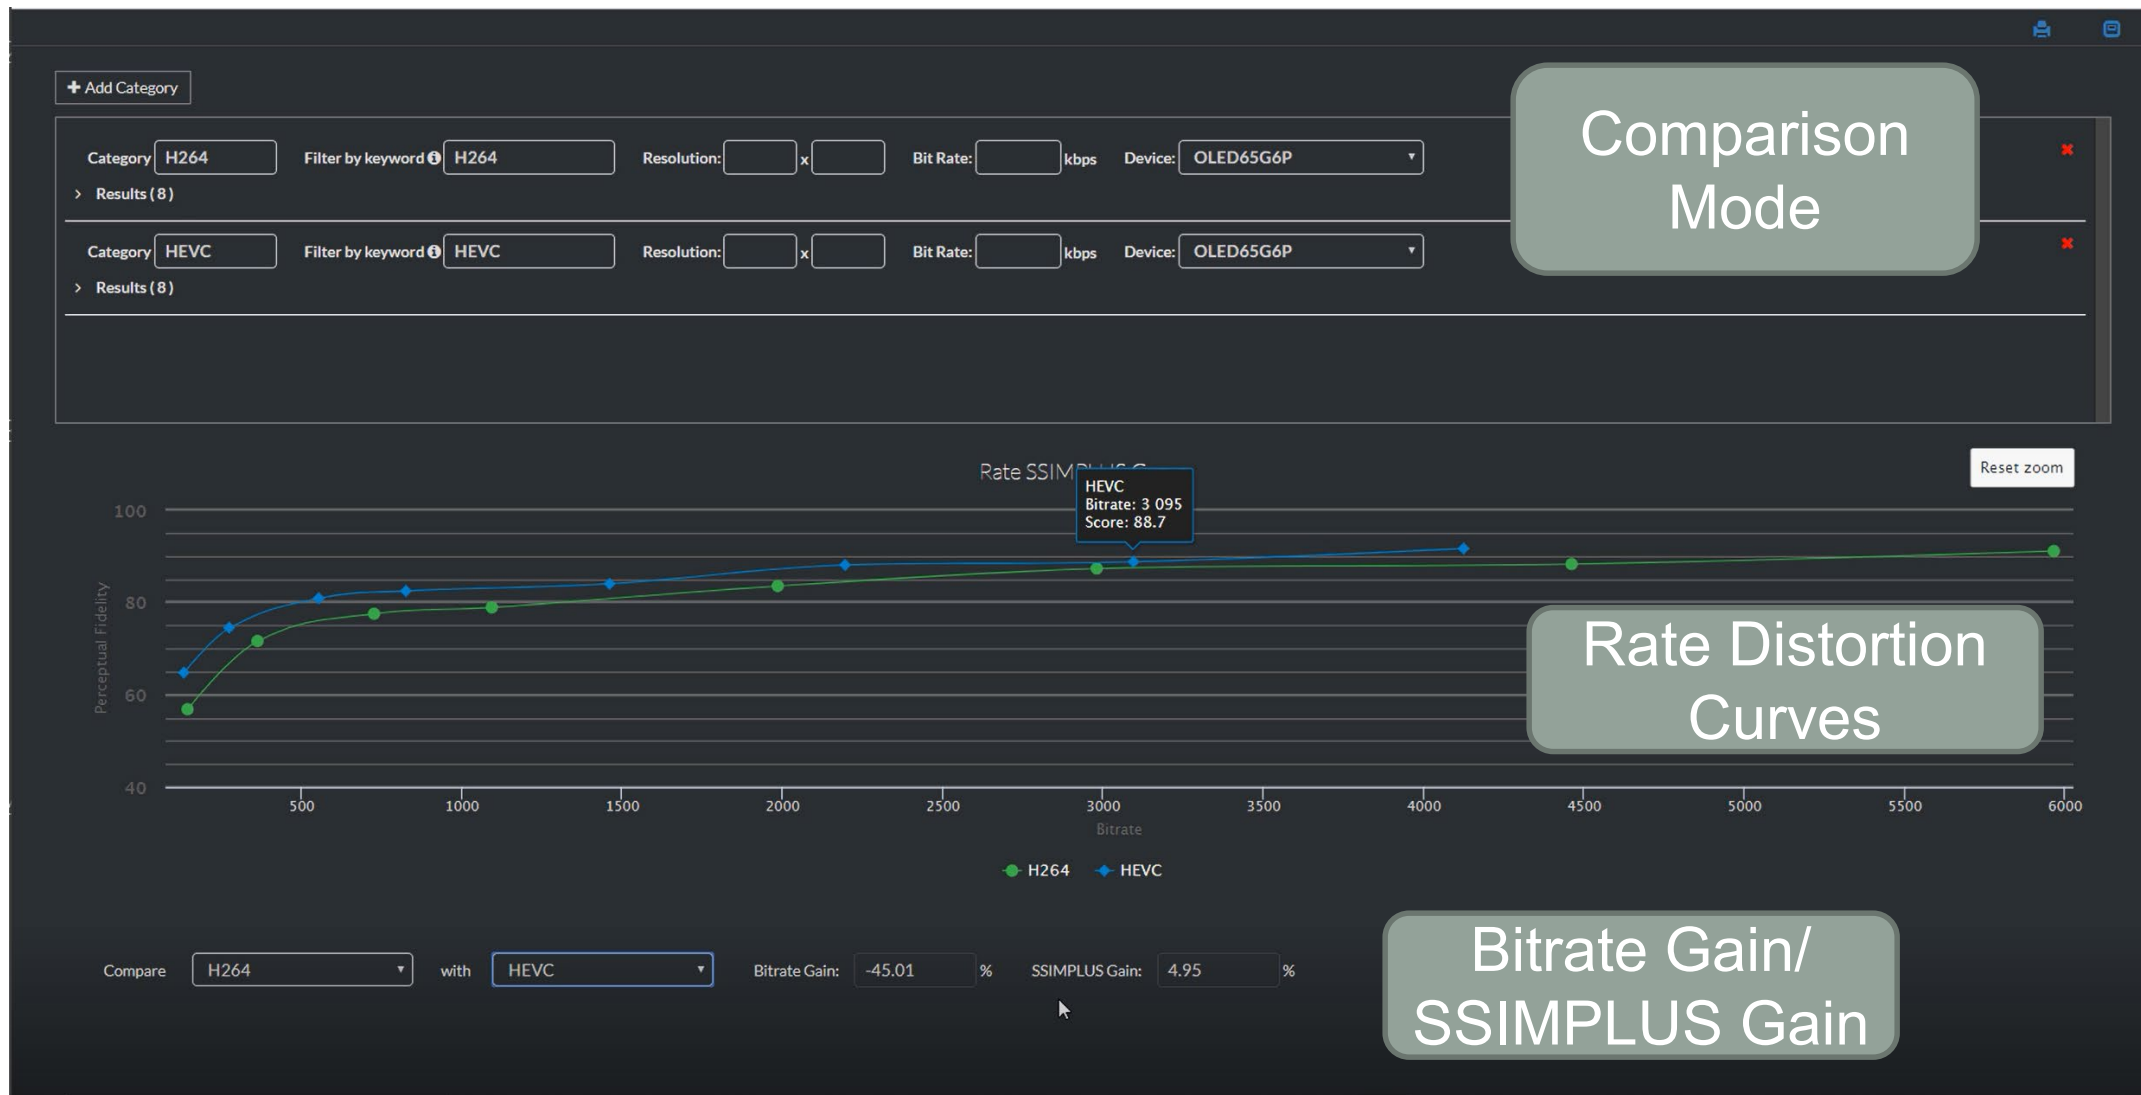 Add Category
Comparison
Mode
Category H264 Filter by keyword H264 Resolution: x Bit Rate: kbps Device: OLED65G6P
Results ( 8 )
Category HEVC Filter by keyword HEVC Resolution: x Bit Rate: kbps Device: OLED65G6P
Results ( 8 )
Rate SSIM
Reset zoom
HEVC
Bitrate: 3 095
Score: 88.7
100
80
60
40
Perceptual Fidelity
Rate Distortion
Curves
500 1000 1500 2000 2500 3000 3500 4000 4500 5000 5500 6000
Bitrate
H264 HEVC
Compare H264 with HEVC Bitrate Gain: -45.01 % SSIMPLUS Gain: 4.95 %
Bitrate Gain/
SSIMPLUS Gain